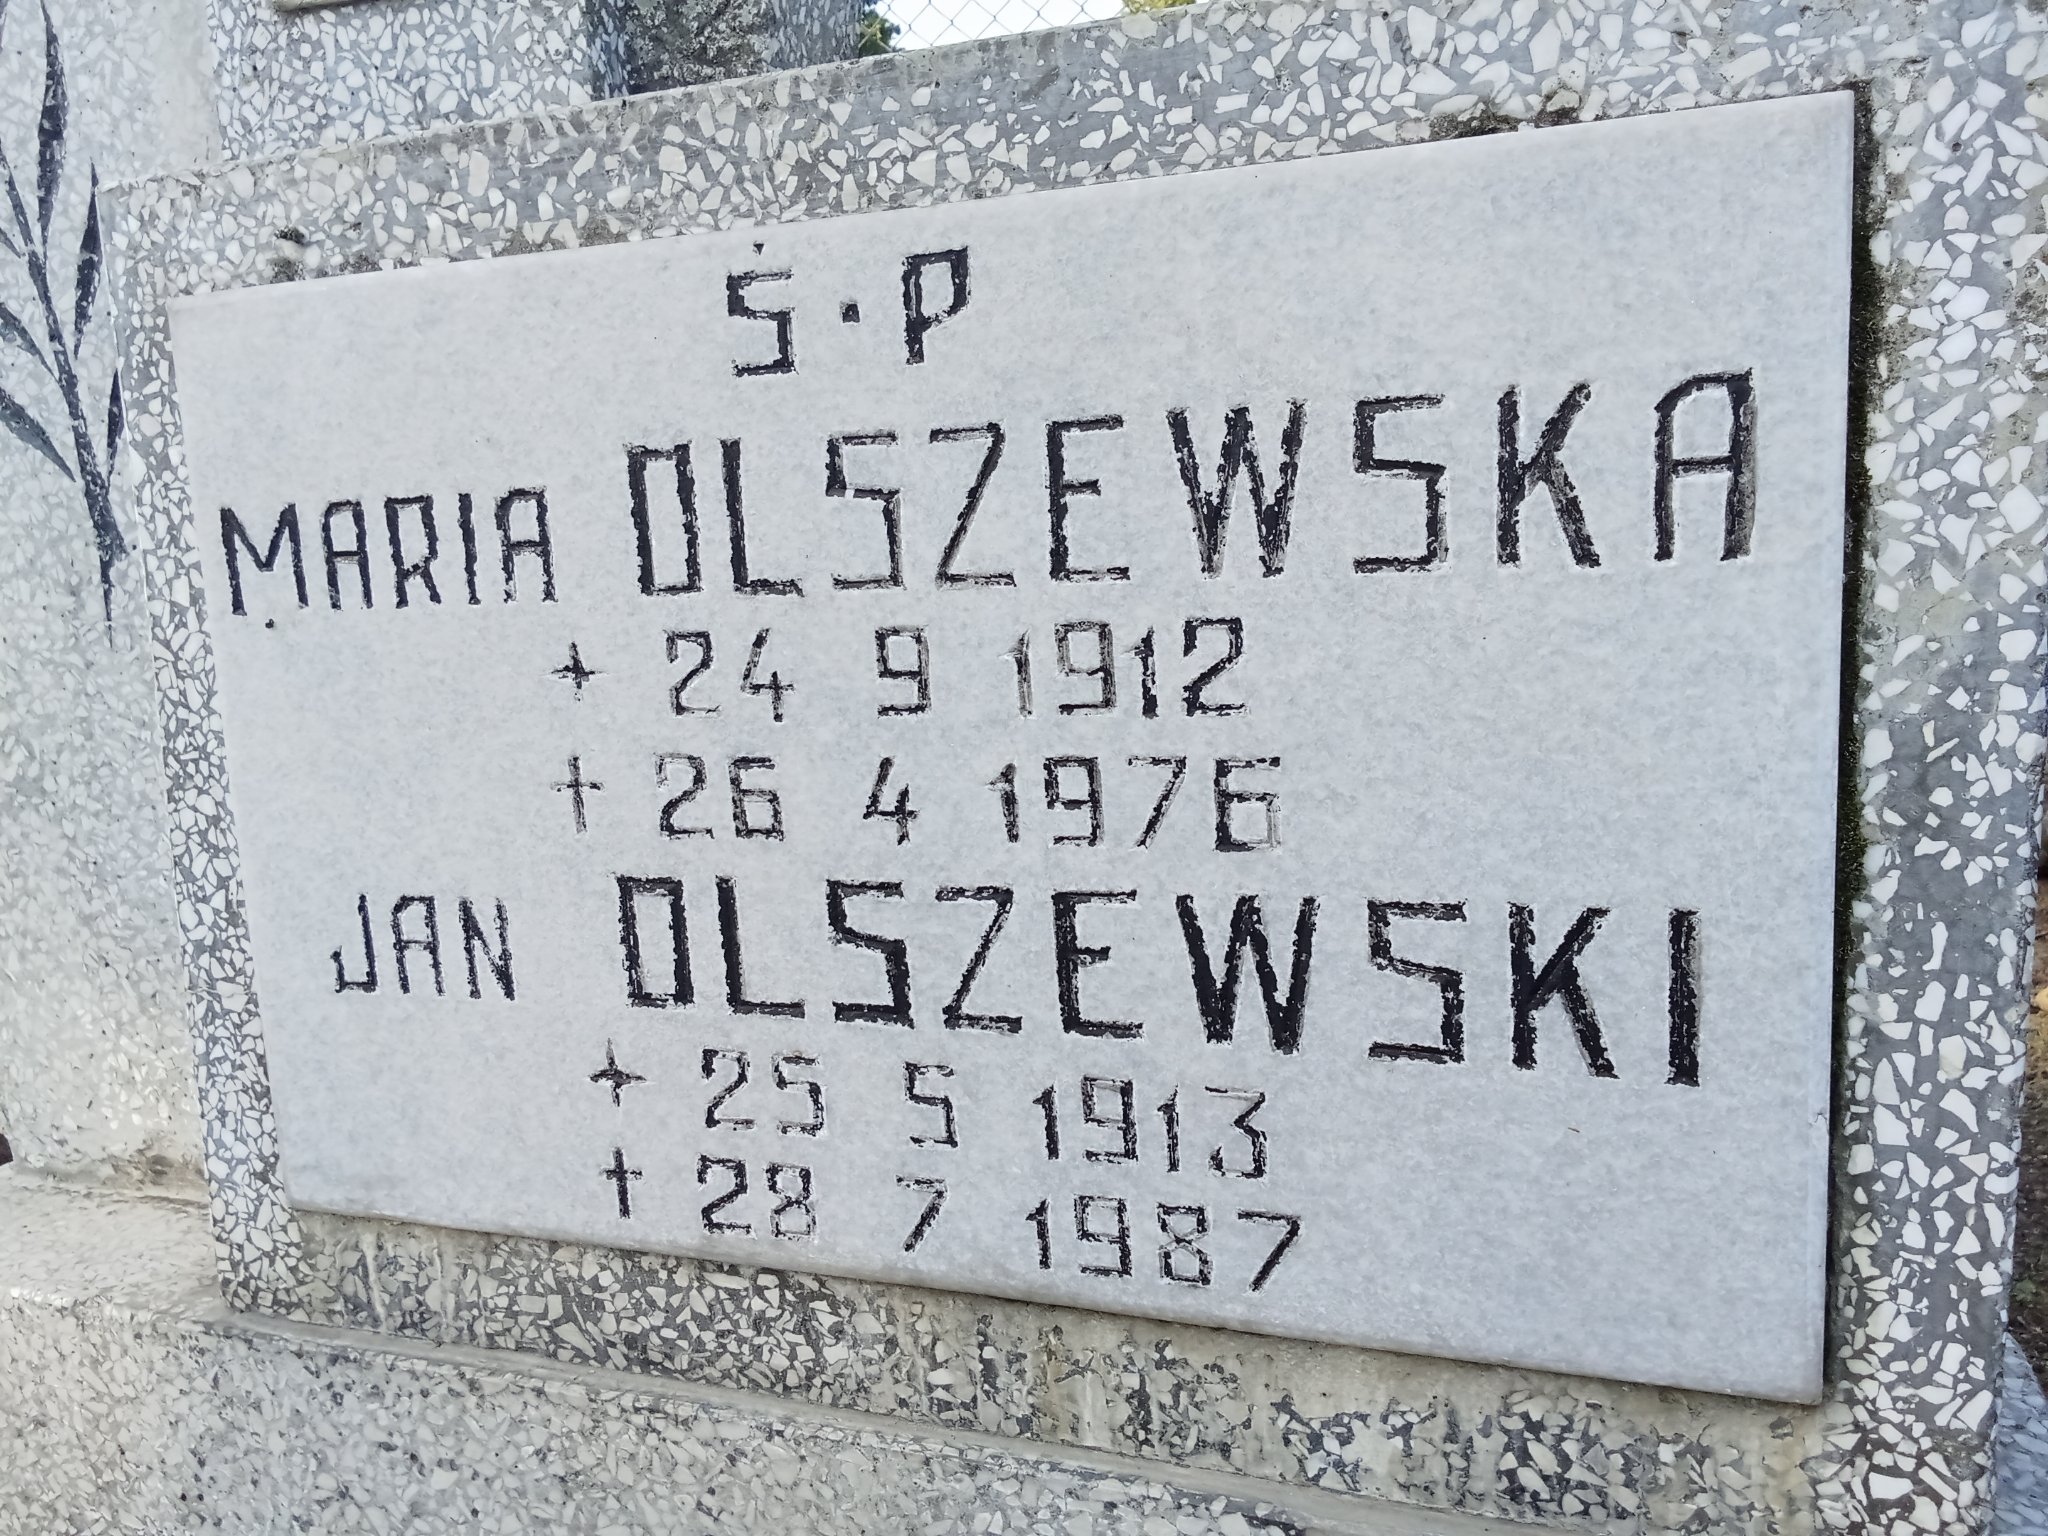 Ś·P
MARIA OLSZEWSKA
+ 24 9 1912
† 26 4 1976
JAN OLSZEWSKI
+ 25 5 1913
† 28 7 1987